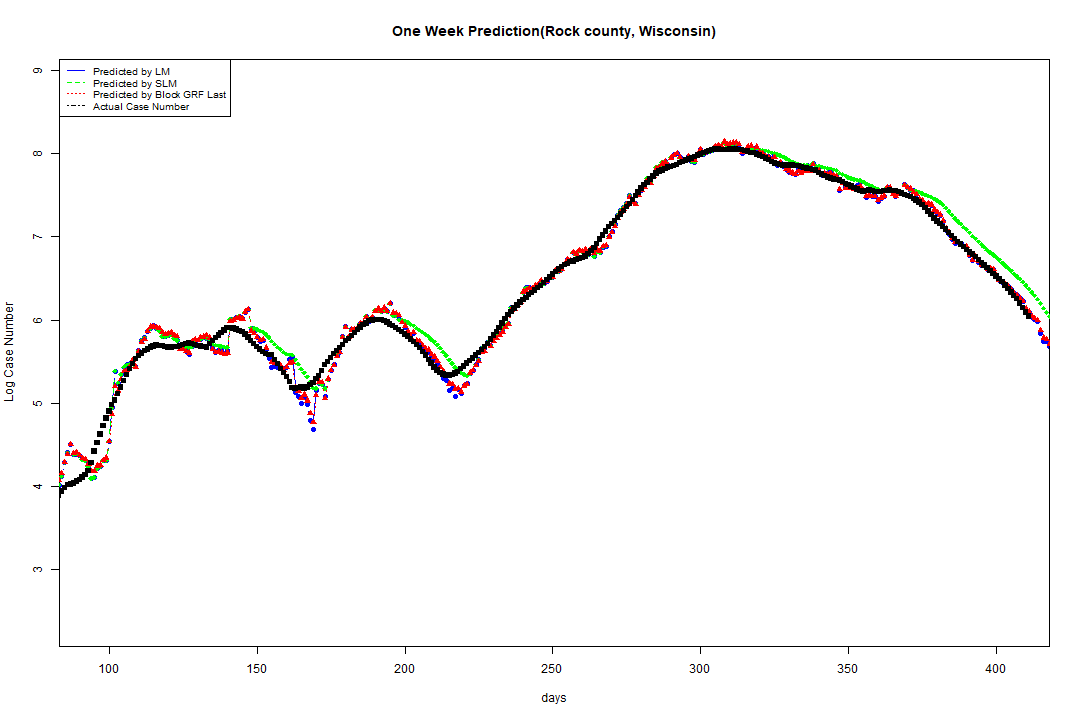 One Week Prediction(Rock county, Wisconsin)
Predicted by LM
Predicted by SLM
Predicted by Block GRF Last
Actual Case Number
Log Case Number
9
8
7
6
5
4
3
100 150 200 250 300 350 400
days